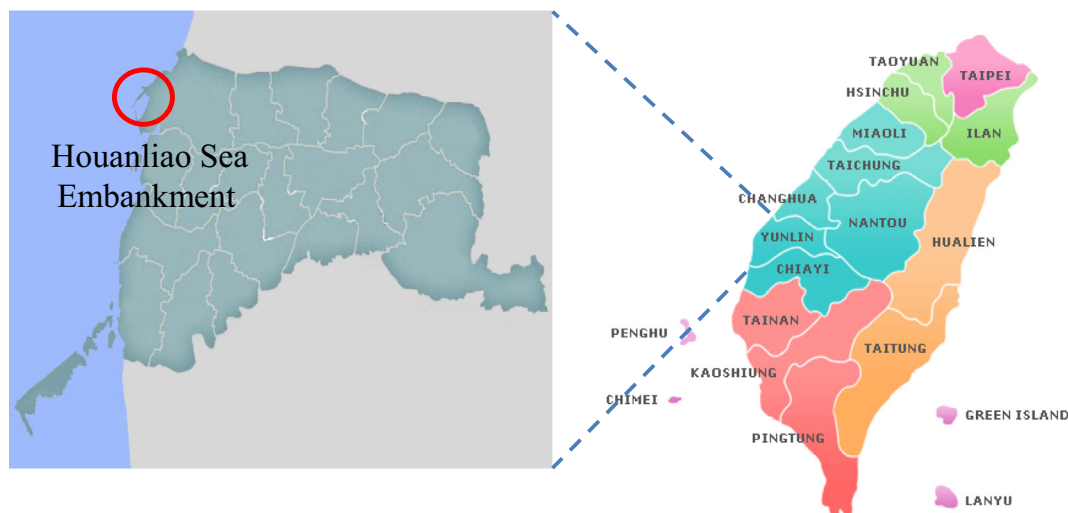 Houanliao Sea
Embankment
TAOYUAN
TAIPEI
HSINCHU
MIAOLI
ILAN
TAICHUNG
CHANGHUA
NANTOU
YUNLIN
HUALIEN
CHIAYI
TAINAN
PENGHU
TAITUNG
KAOSHIUNG
CHIMEI
GREEN ISLAND
PINGTUNG
LANYU